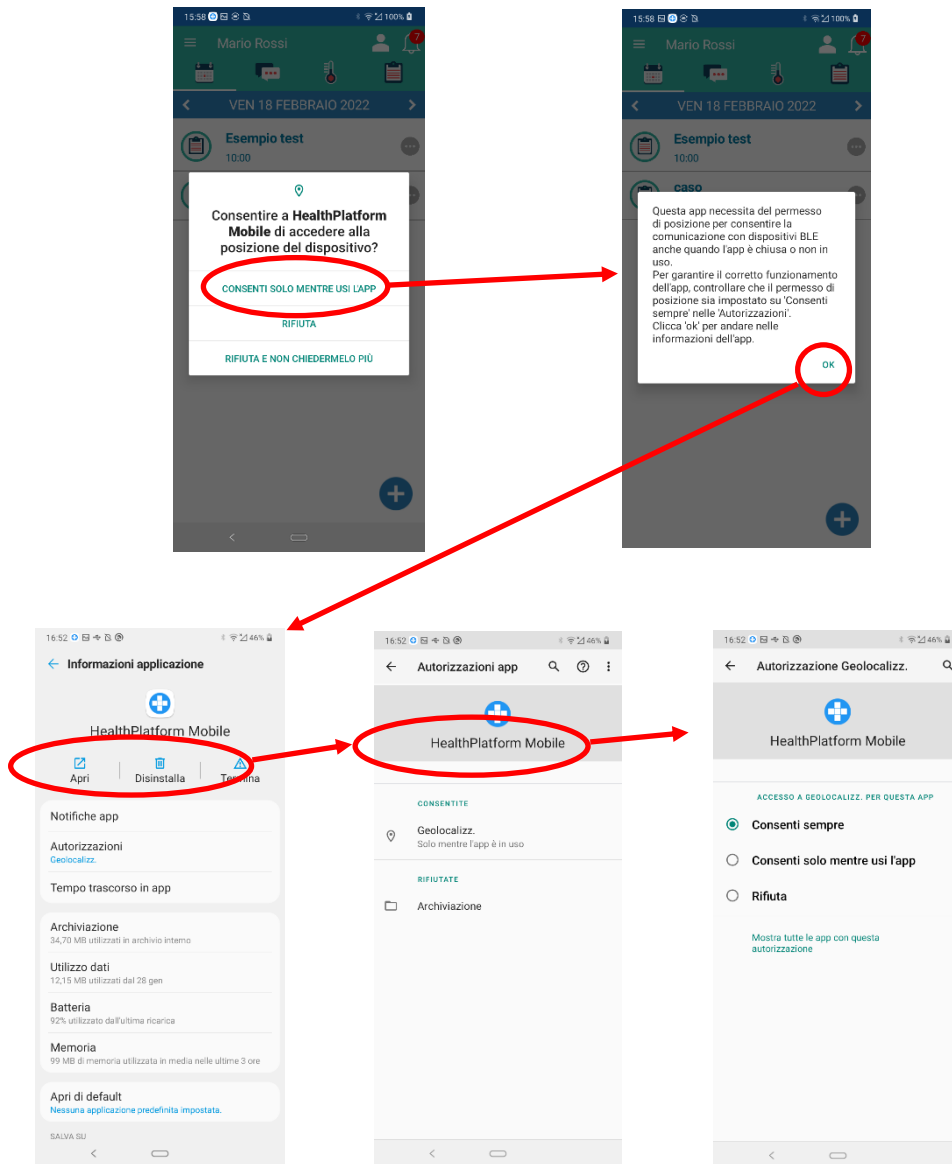 15:58 100%
Mario Rossi 7
VEN 18 FEBBRAIO 2022
Esempio test
10:00
Consentire a HealthPlatform
Mobile di accedere alla
posizione del dispositivo?
CONSENTI SOLO MENTRE USI L'APP
RIFIUTA
RIFIUTA E NON CHIEDERMELO PIÙ
15:58 100%
Mario Rossi 7
VEN 18 FEBBRAIO 2022
Esempio test
10:00
caso
Questa app necessita del permesso
di posizione per consentire la
comunicazione con dispositivi BLE
anche quando l'app è chiusa o non in
uso.
Per garantire il corretto funzionamento
dell'app, controllare che il permesso di
posizione sia impostato su 'Consenti
sempre' nelle 'Autorizzazioni'.
Clicca 'ok' per andare nelle
informazioni dell'app.
OK
16:52 46%
Informazioni applicazione
HealthPlatform Mobile
Apri Disinstalla Termina
Notifiche app
Autorizzazioni
Geolocalizz.
Tempo trascorso in app
Archiviazione
34,70 MB utilizzati in archivio interno
Utilizzo dati
12,15 MB utilizzati dal 28 gen
Batteria
92% utilizzato dall'ultima ricarica
Memoria
99 MB di memoria utilizzata in media nelle ultime 3 ore
Apri di default
Nessuna applicazione predefinita impostata.
SALVA SU
16:52 46%
Autorizzazioni app
HealthPlatform Mobile
CONSENTITE
Geolocalizz.
Solo mentre l'app è in uso
RIFIUTATE
Archiviazione
16:52 46%
Autorizzazione Geolocalizz.
HealthPlatform Mobile
ACCESSO A GEOLOCALIZZ. PER QUESTA APP
Consenti sempre
Consenti solo mentre usi l'app
Rifiuta
Mostra tutte le app con questa
autorizzazione